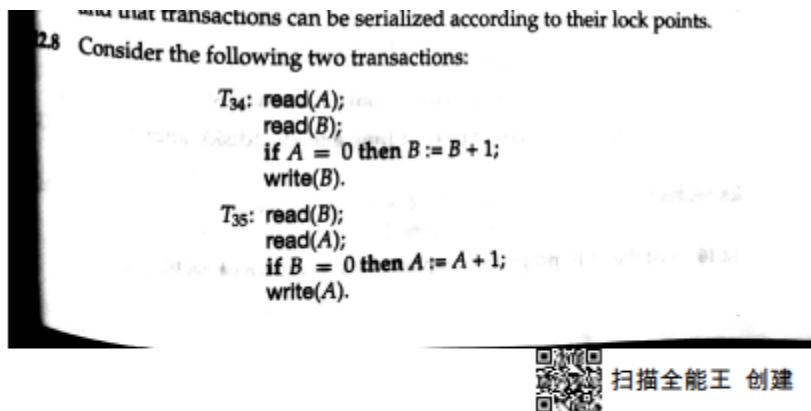 and that transactions can be serialized according to their lock points.
2.8 Consider the following two transactions:
T34: read(A);
read(B);
if A = 0 then B := B + 1;
write(B).
T35: read(B);
read(A);
if B = 0 then A := A + 1;
write(A).
扫描全能王 创建